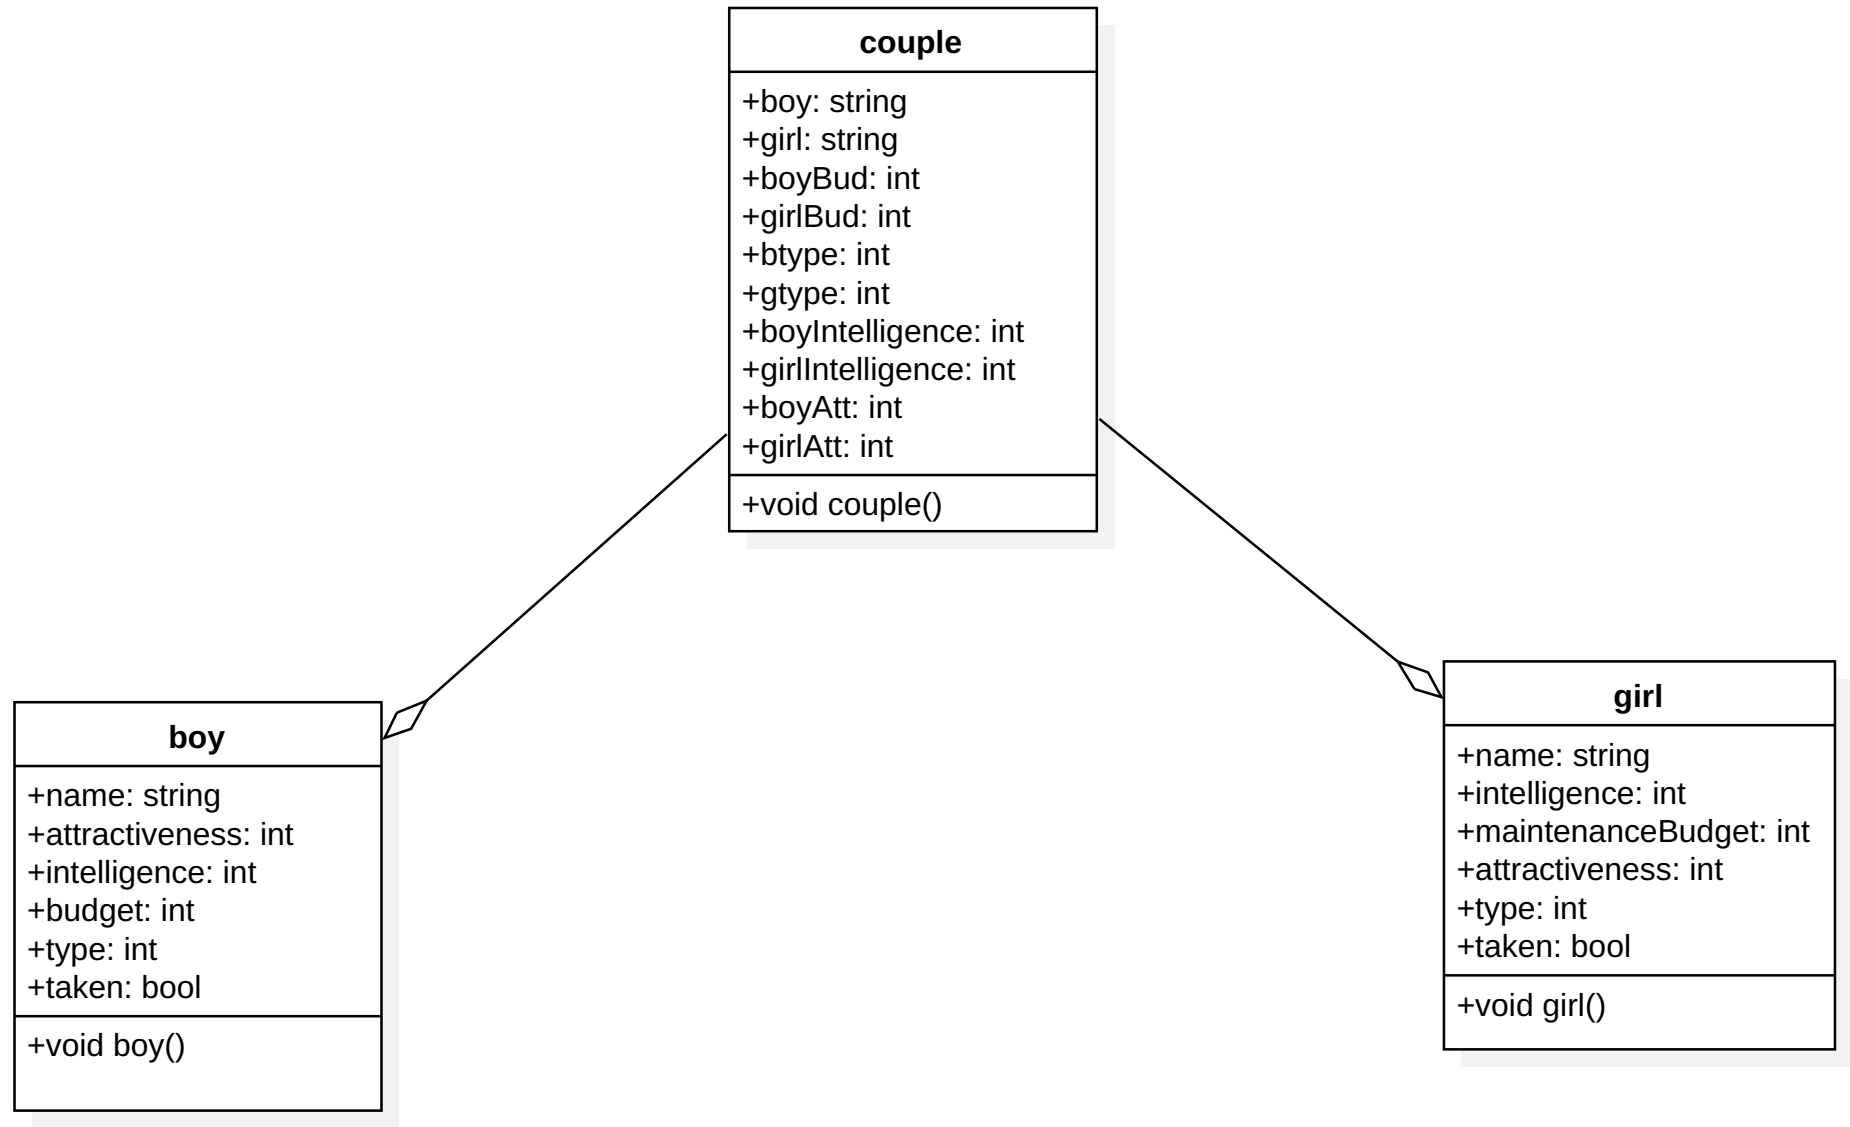 couple
+boy: string
+girl: string
+boyBud: int
+girlBud: int
+btype: int
+gtype: int
+boyIntelligence: int
+girlIntelligence: int
+boyAtt: int
+girlAtt: int
+void couple()
boy
+name: string
+attractiveness: int
+intelligence: int
+budget: int
+type: int
+taken: bool
+void boy()
girl
+name: string
+intelligence: int
+maintenanceBudget: int
+attractiveness: int
+type: int
+taken: bool
+void girl()